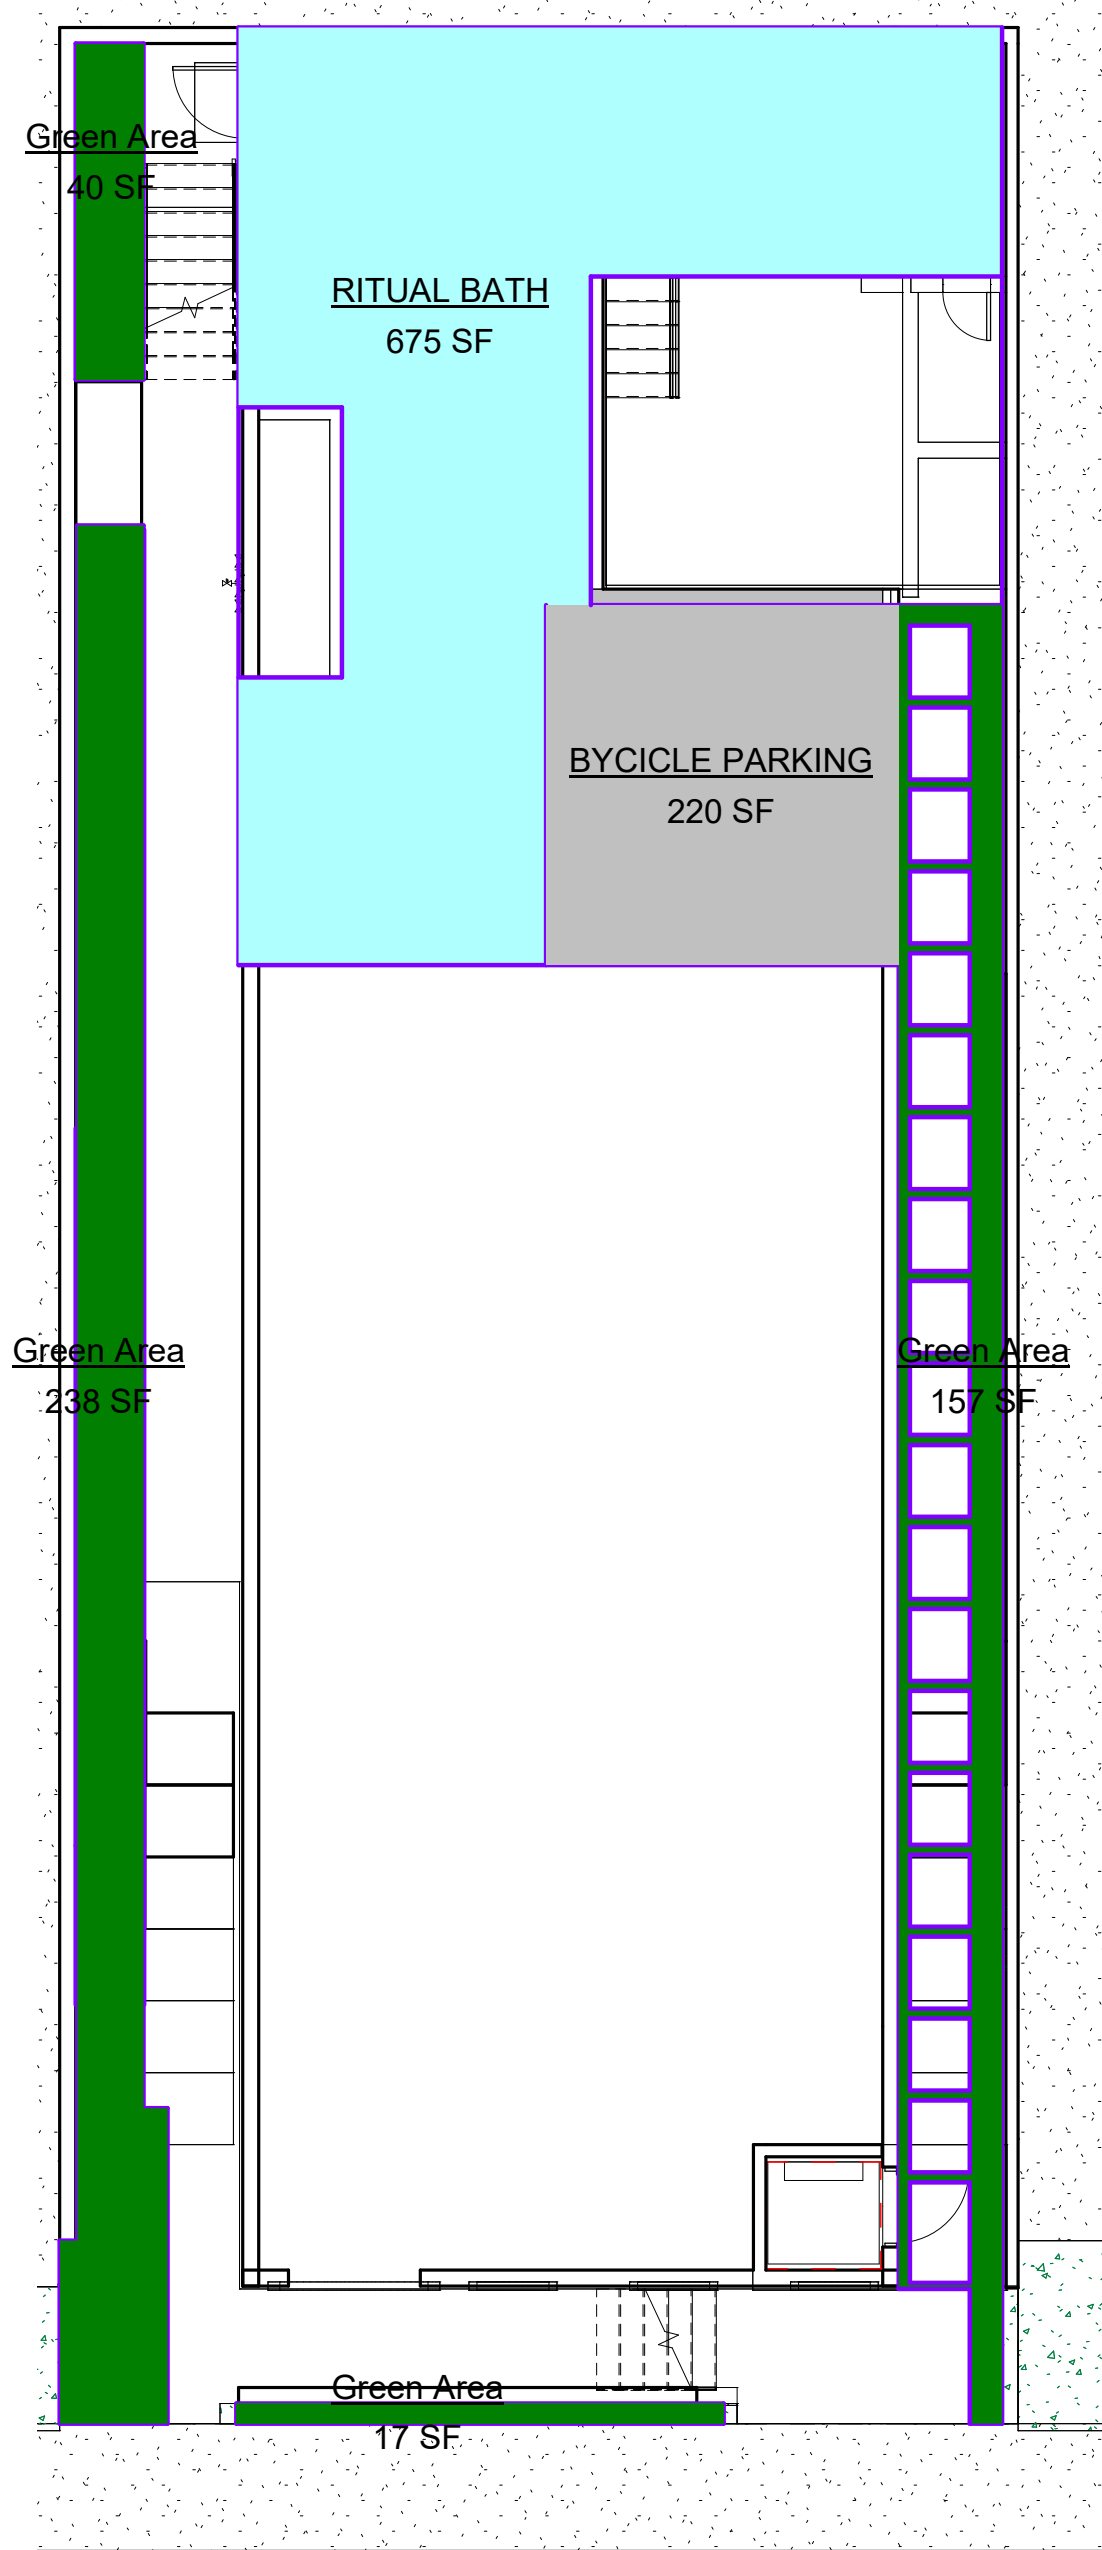 Green Area
40 SF
RITUAL BATH
675 SF
BYCICLE PARKING
220 SF
Green Area
238 SF
Green Area
157 SF
Green Area
17 SF